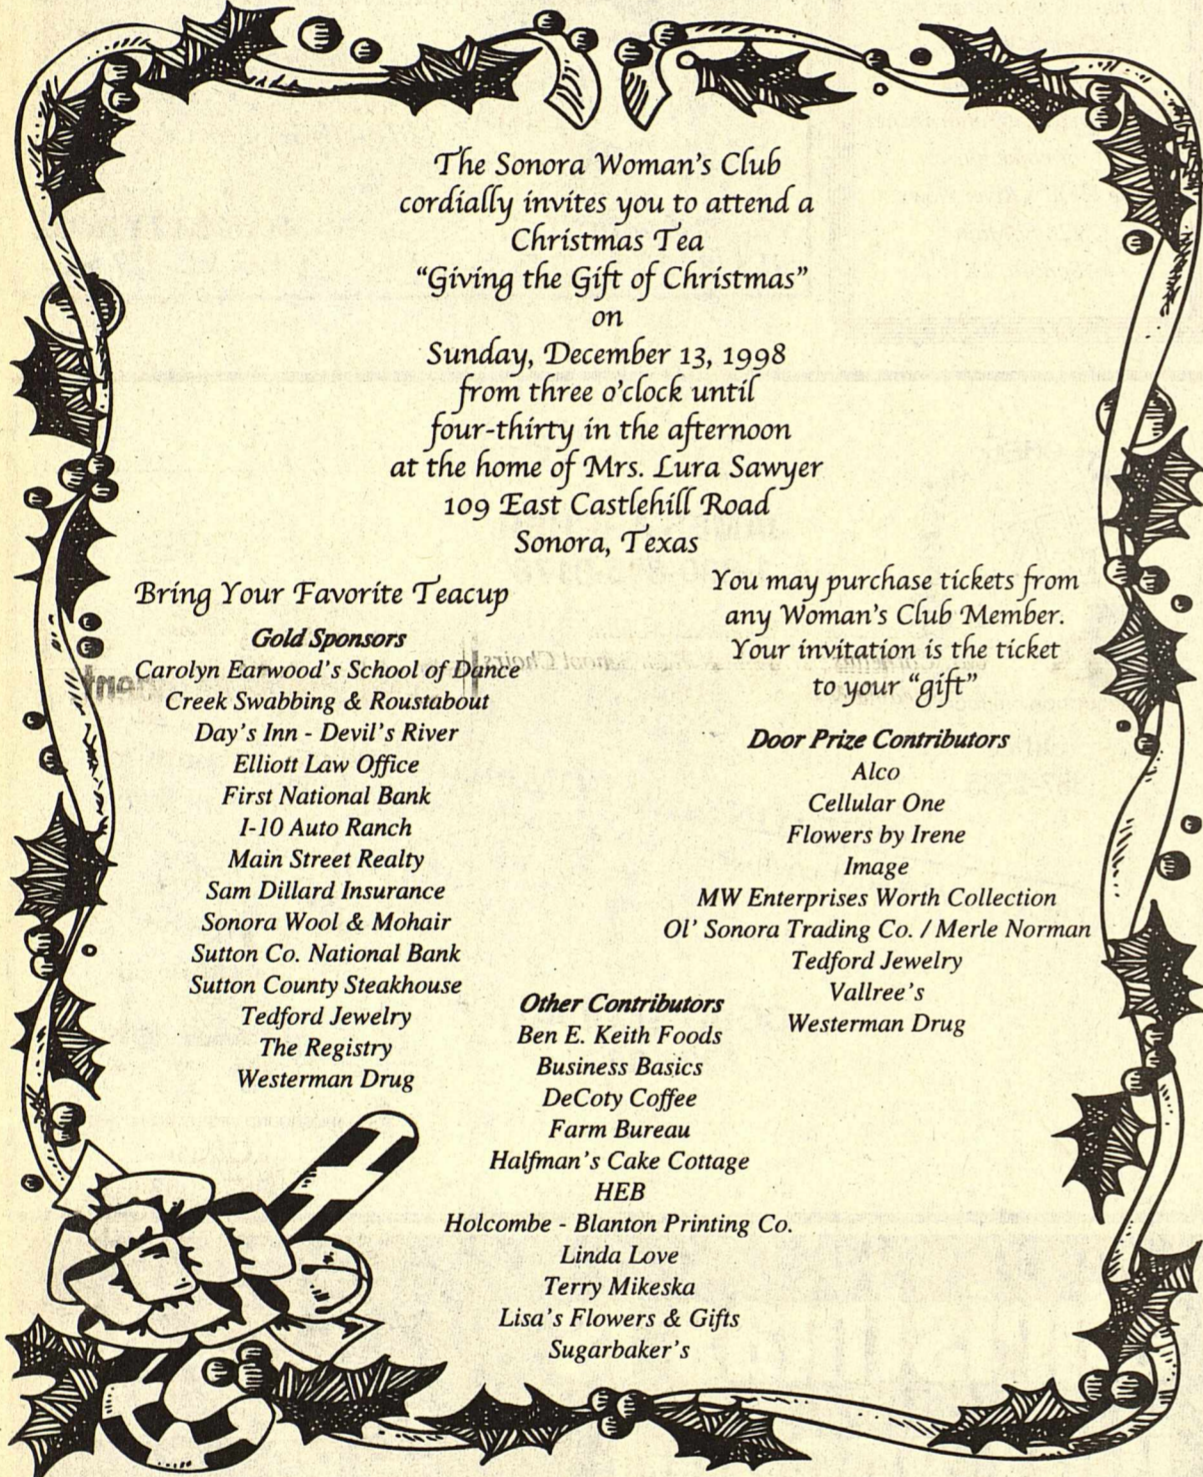 The Sonora Woman's Club
cordially invites you to attend a
Christmas Tea
“Giving the Gift of Christmas”
on
Sunday, December 13, 1998
from three o'clock until
four-thirty in the afternoon
at the home of Mrs. Lura Sawyer
109 East Castlehill Road
Sonora, Texas
Bring Your Favorite Teacup
Gold Sponsors
Carolyn Earwood's School of Dance
Creek Swabbing & Roustabout
Day's Inn - Devil's River
Elliott Law Office
First National Bank
I-10 Auto Ranch
Main Street Realty
Sam Dillard Insurance
Sonora Wool & Mohair
Sutton Co. National Bank
Sutton County Steakhouse
Tedford Jewelry
The Registry
Westerman Drug
You may purchase tickets from
any Woman's Club Member.
Your invitation is the ticket
to your “gift”
Door Prize Contributors
Alco
Cellular One
Flowers by Irene
Image
MW Enterprises Worth Collection
Ol' Sonora Trading Co. / Merle Norman
Tedford Jewelry
Vallree's
Westerman Drug
Other Contributors
Ben E. Keith Foods
Business Basics
DeCoty Coffee
Farm Bureau
Halfman's Cake Cottage
HEB
Holcombe - Blanton Printing Co.
Linda Love
Terry Mikeska
Lisa's Flowers & Gifts
Sugarbaker's